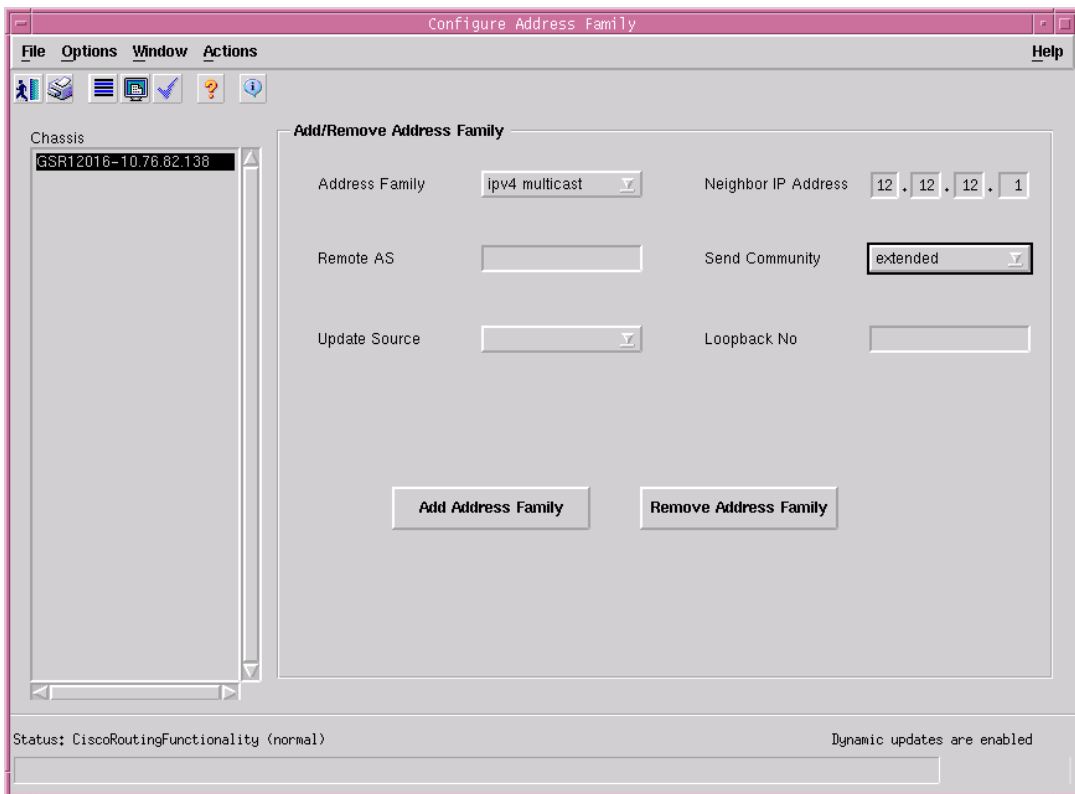 Configure Address Family
File Options Window Actions Help
Chassis
GSR12016-10.76.82.138
Add/Remove Address Family
Address Family ipv4 multicast Neighbor IP Address 12 . 12 . 12 . 1
Remote AS Send Community extended
Update Source Loopback No
Add Address Family Remove Address Family
Status: CiscoRoutingFunctionality (normal) Dynamic updates are enabled